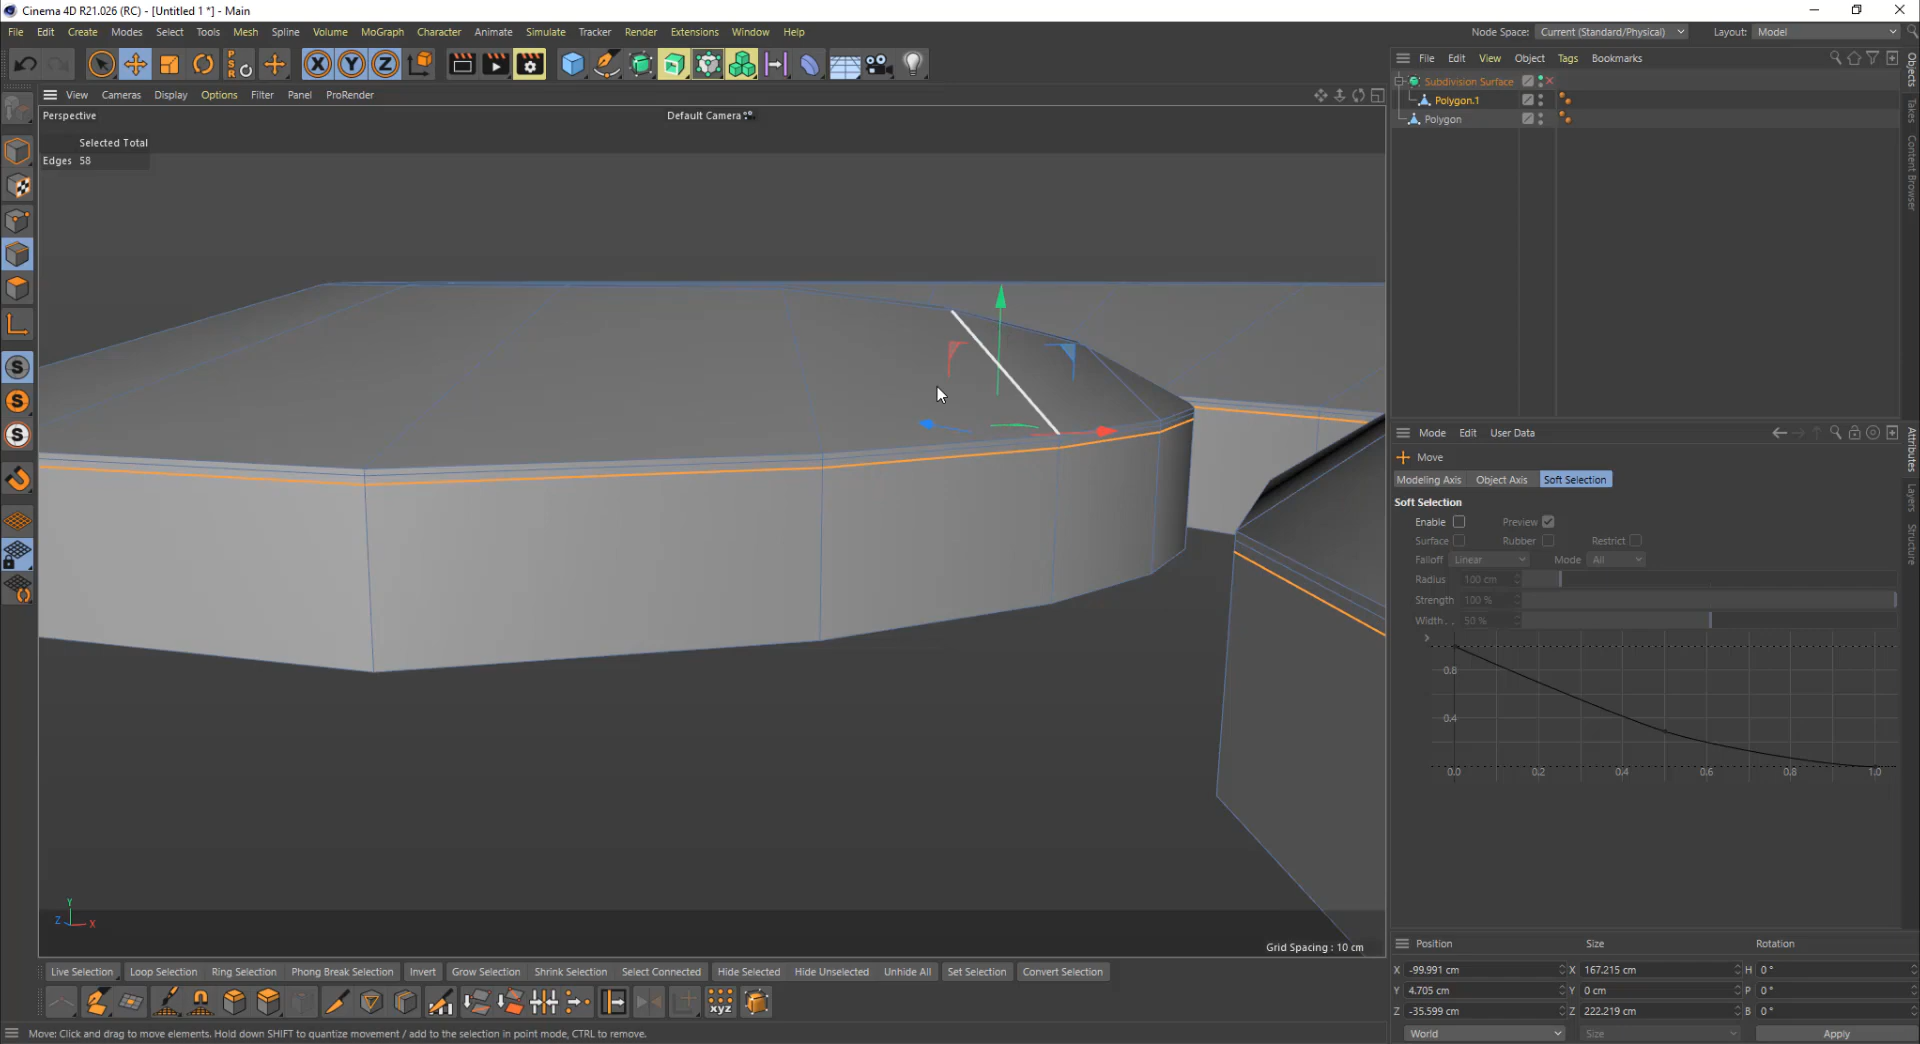 Cinema 4D R21.026 (RC) - [Untitled 1 *] - Main
File Edit Create Modes Select Tools Mesh Spline Volume MoGraph Character Animate Simulate Tracker Render Extensions Window Help
Node Space: Current (Standard/Physical) Layout: Model
View Cameras Display Options Filter Panel ProRender
Perspective
Default Camera
Selected Total
Edges 58
File Edit View Object Tags Bookmarks
Subdivision Surface
Polygon.1
Polygon
Objects
Takes
Content Browser
Mode Edit User Data
Move
Modeling Axis Object Axis Soft Selection
Soft Selection
Enable Preview
Surface Rubber Restrict
Falloff Linear Mode All
Radius 100 cm
Strength 100 %
Width . . 50 %
0.8
0.4
0.0 0.2 0.4 0.6 0.8 1.0
Attributes
Layers
Structure
Y
Z X
Grid Spacing : 10 cm
Live Selection Loop Selection Ring Selection Phong Break Selection Invert Grow Selection Shrink Selection Select Connected Hide Selected Hide Unselected Unhide All Set Selection Convert Selection
Position Size Rotation
X -99.991 cm X 167.215 cm H 0 °
Y 4.705 cm Y 0 cm P 0 °
Z -35.599 cm Z 222.219 cm B 0 °
World Size Apply
Move: Click and drag to move elements. Hold down SHIFT to quantize movement / add to the selection in point mode, CTRL to remove.
X Y Z
PSR
S
S
S
xyz